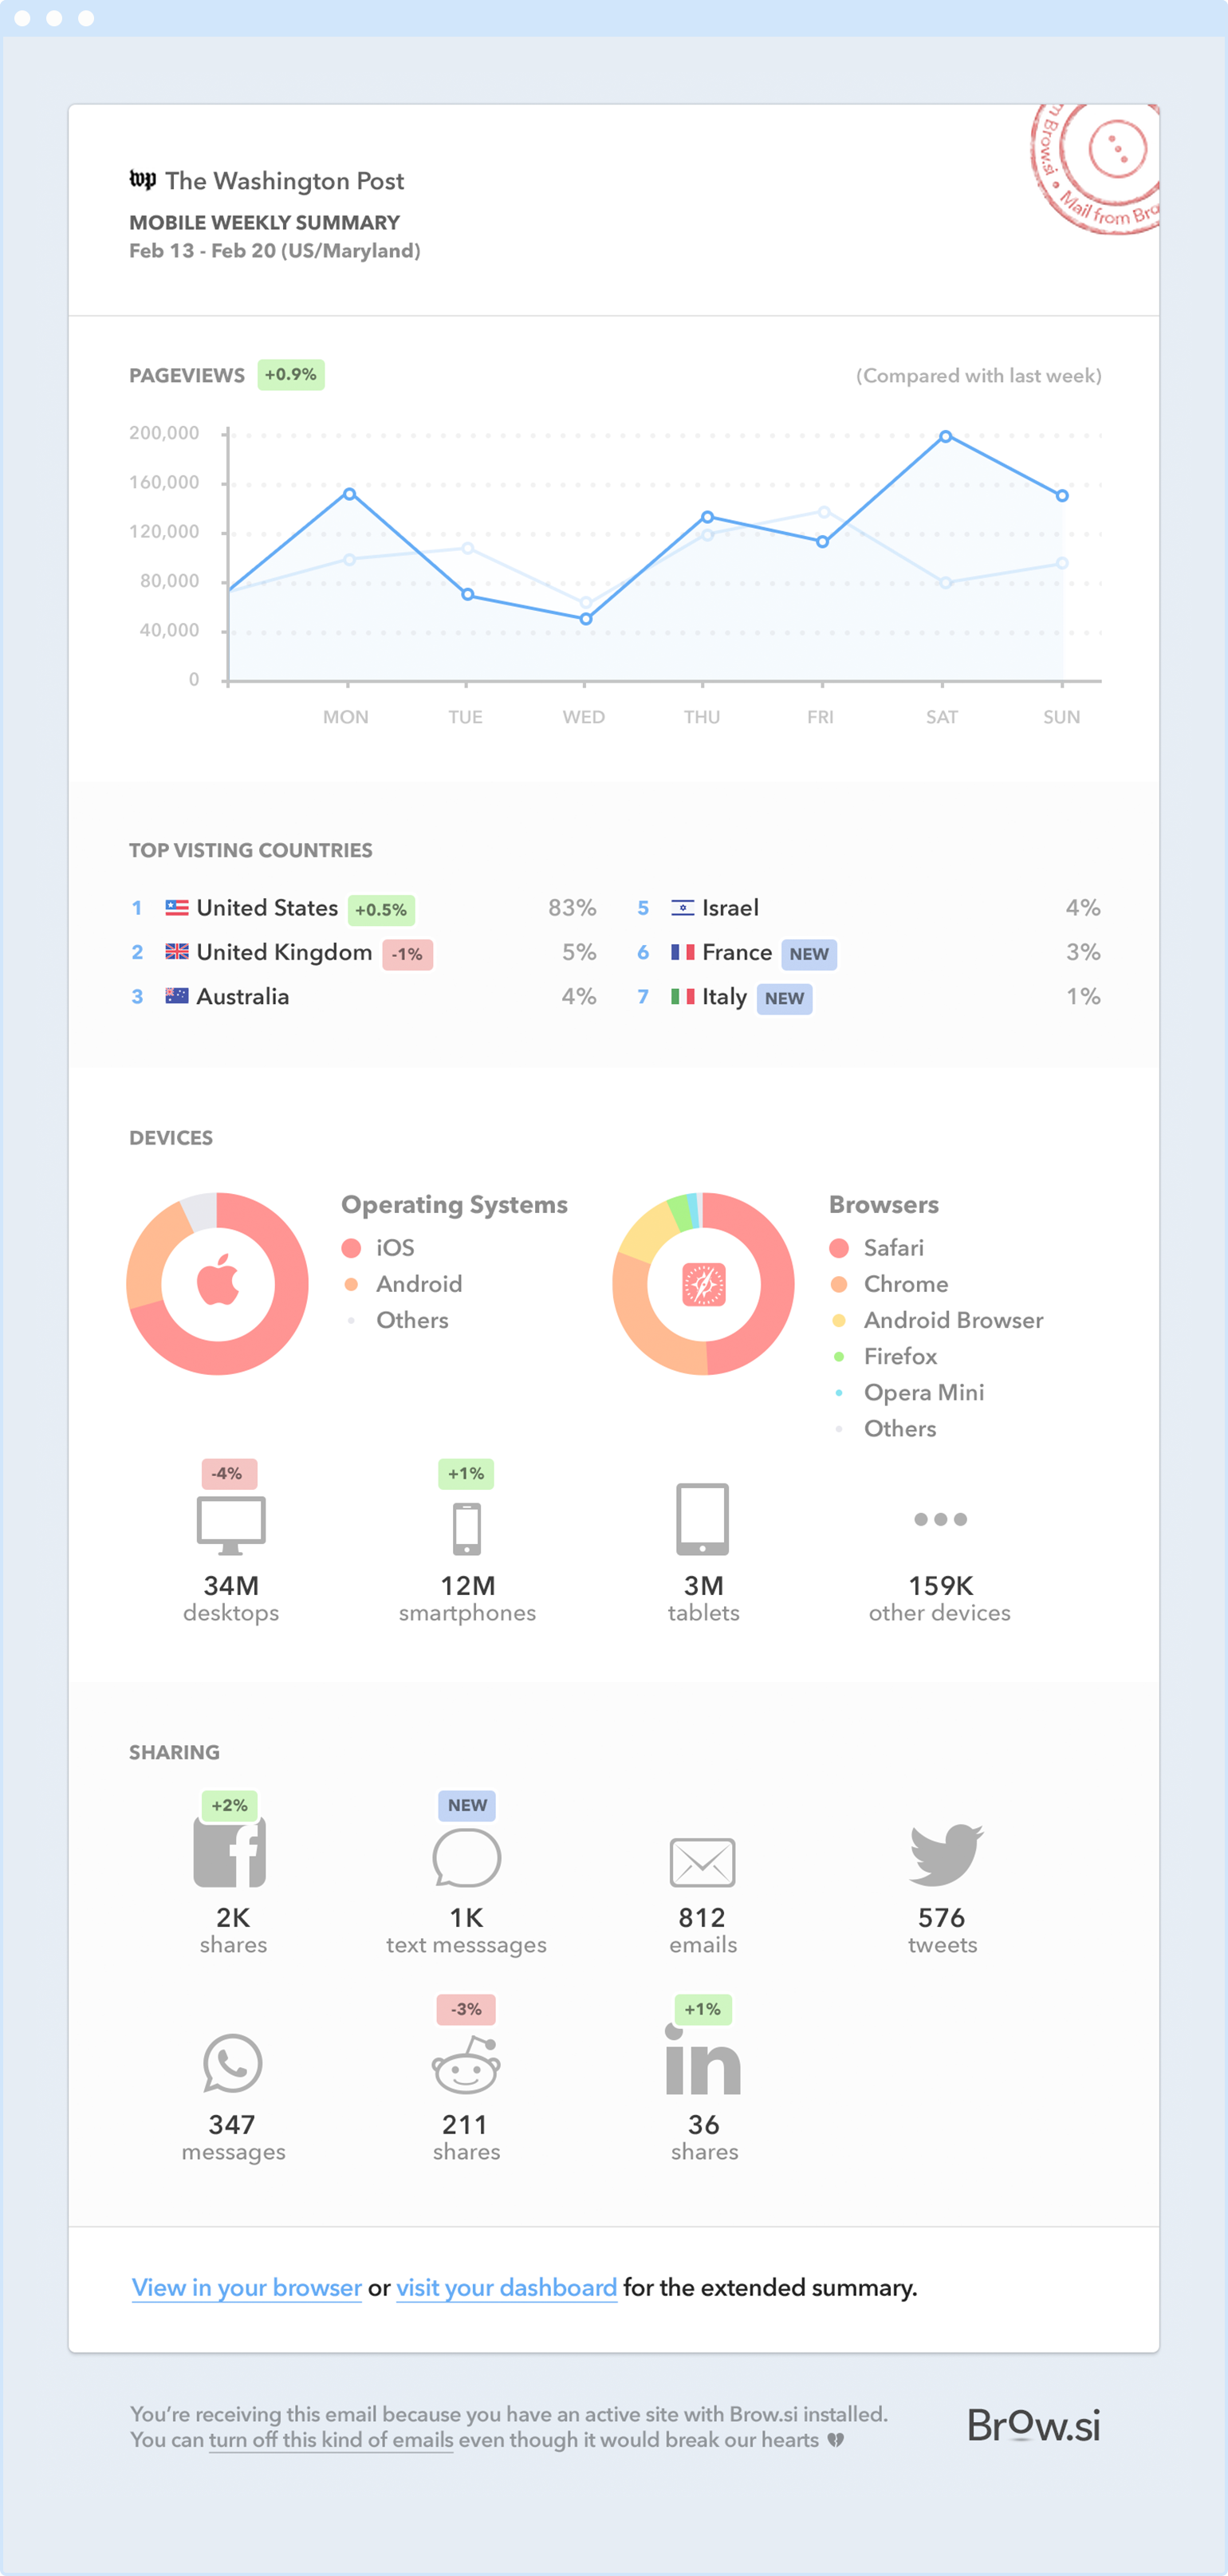 wp The Washington Post
MOBILE WEEKLY SUMMARY
Feb 13 - Feb 20 (US/Maryland)
m Brow.si • Mail from Bro
PAGEVIEWS +0.9% (Compared with last week)
200,000
160,000
120,000
80,000
40,000
0
MON TUE WED THU FRI SAT SUN
TOP VISTING COUNTRIES
1 United States +0.5% 83%
2 United Kingdom -1% 5%
3 Australia 4%
5 Israel 4%
6 France NEW 3%
7 Italy NEW 1%
DEVICES
Operating Systems
iOS
Android
Others
Browsers
Safari
Chrome
Android Browser
Firefox
Opera Mini
Others
-4% +1%
34M 12M 3M 159K
desktops smartphones tablets other devices
SHARING
+2% NEW
f
2K 1K 812 576
shares text messsages emails tweets
-3% +1%
in
347 211 36
messages shares shares
View in your browser or visit your dashboard for the extended summary.
You're receiving this email because you have an active site with Brow.si installed.
You can turn off this kind of emails even though it would break our hearts
Brow.si